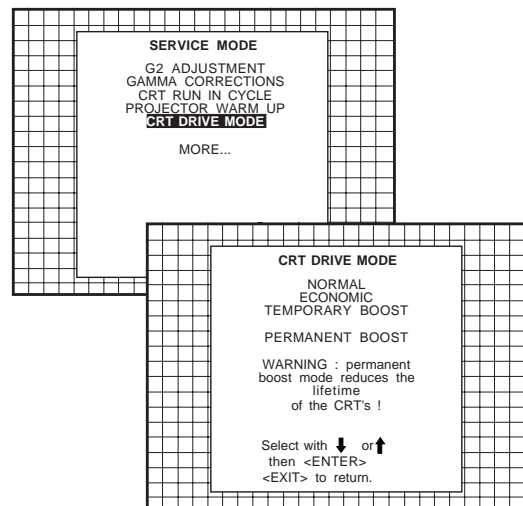 SERVICE MODE
G2 ADJUSTMENT
GAMMA CORRECTIONS
CRT RUN IN CYCLE
PROJECTOR WARM UP
CRT DRIVE MODE
MORE...
CRT DRIVE MODE
NORMAL
ECONOMIC
TEMPORARY BOOST
PERMANENT BOOST
WARNING : permanent
boost mode reduces the
lifetime
of the CRT's !
Select with ⬇ or ⬆
then <ENTER>
<EXIT> to return.